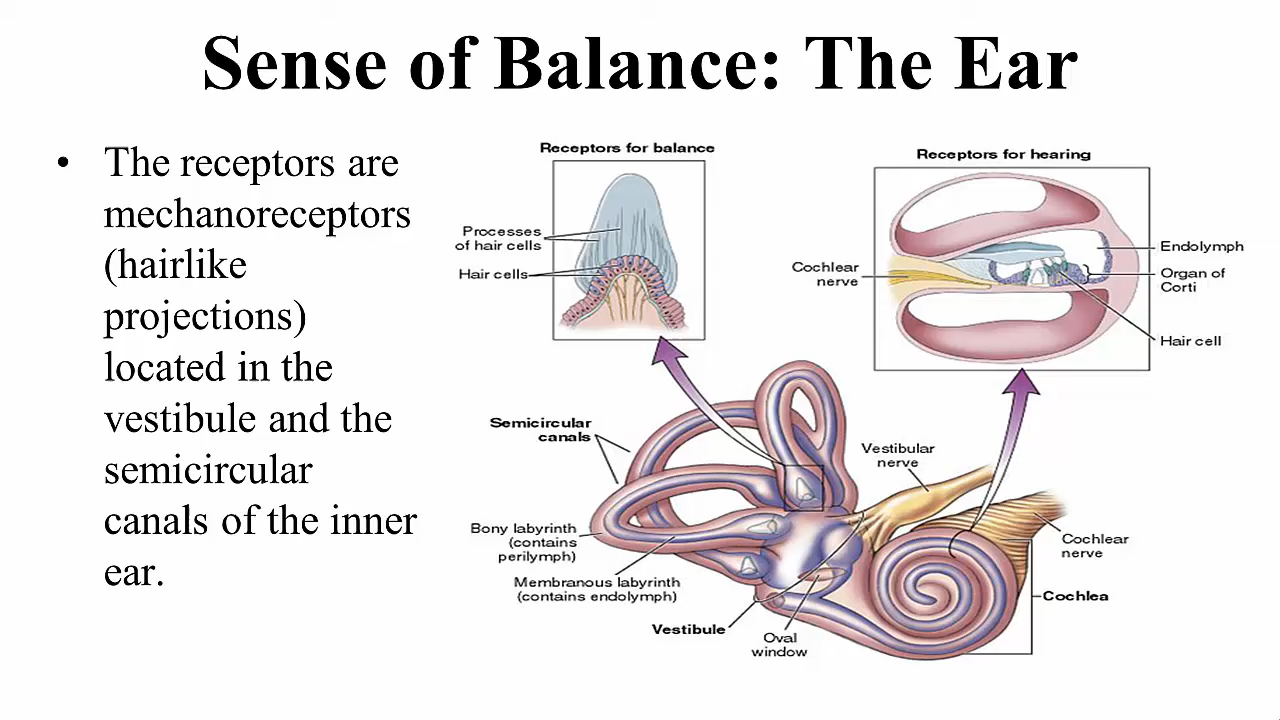 Sense of Balance: The Ear
• The receptors are
mechanoreceptors
(hairlike
projections)
located in the
vestibule and the
semicircular
canals of the inner
ear.
Receptors for balance
Processes
of hair cells
Hair cells
Receptors for hearing
Cochlear
nerve
Endolymph
Organ of
Corti
Hair cell
Semicircular
canals
Vestibular
nerve
Bony labyrinth
(contains
perilymph)
Membranous labyrinth
(contains endolymph)
Vestibule
Oval
window
Cochlear
nerve
Cochlea